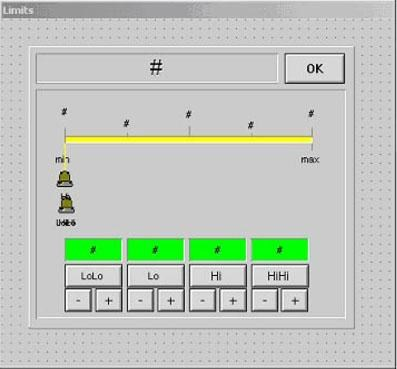 Limits
# OK
# # # # #
min max
# # # #
LoLo Lo Hi HiHi
- + - + - + - +